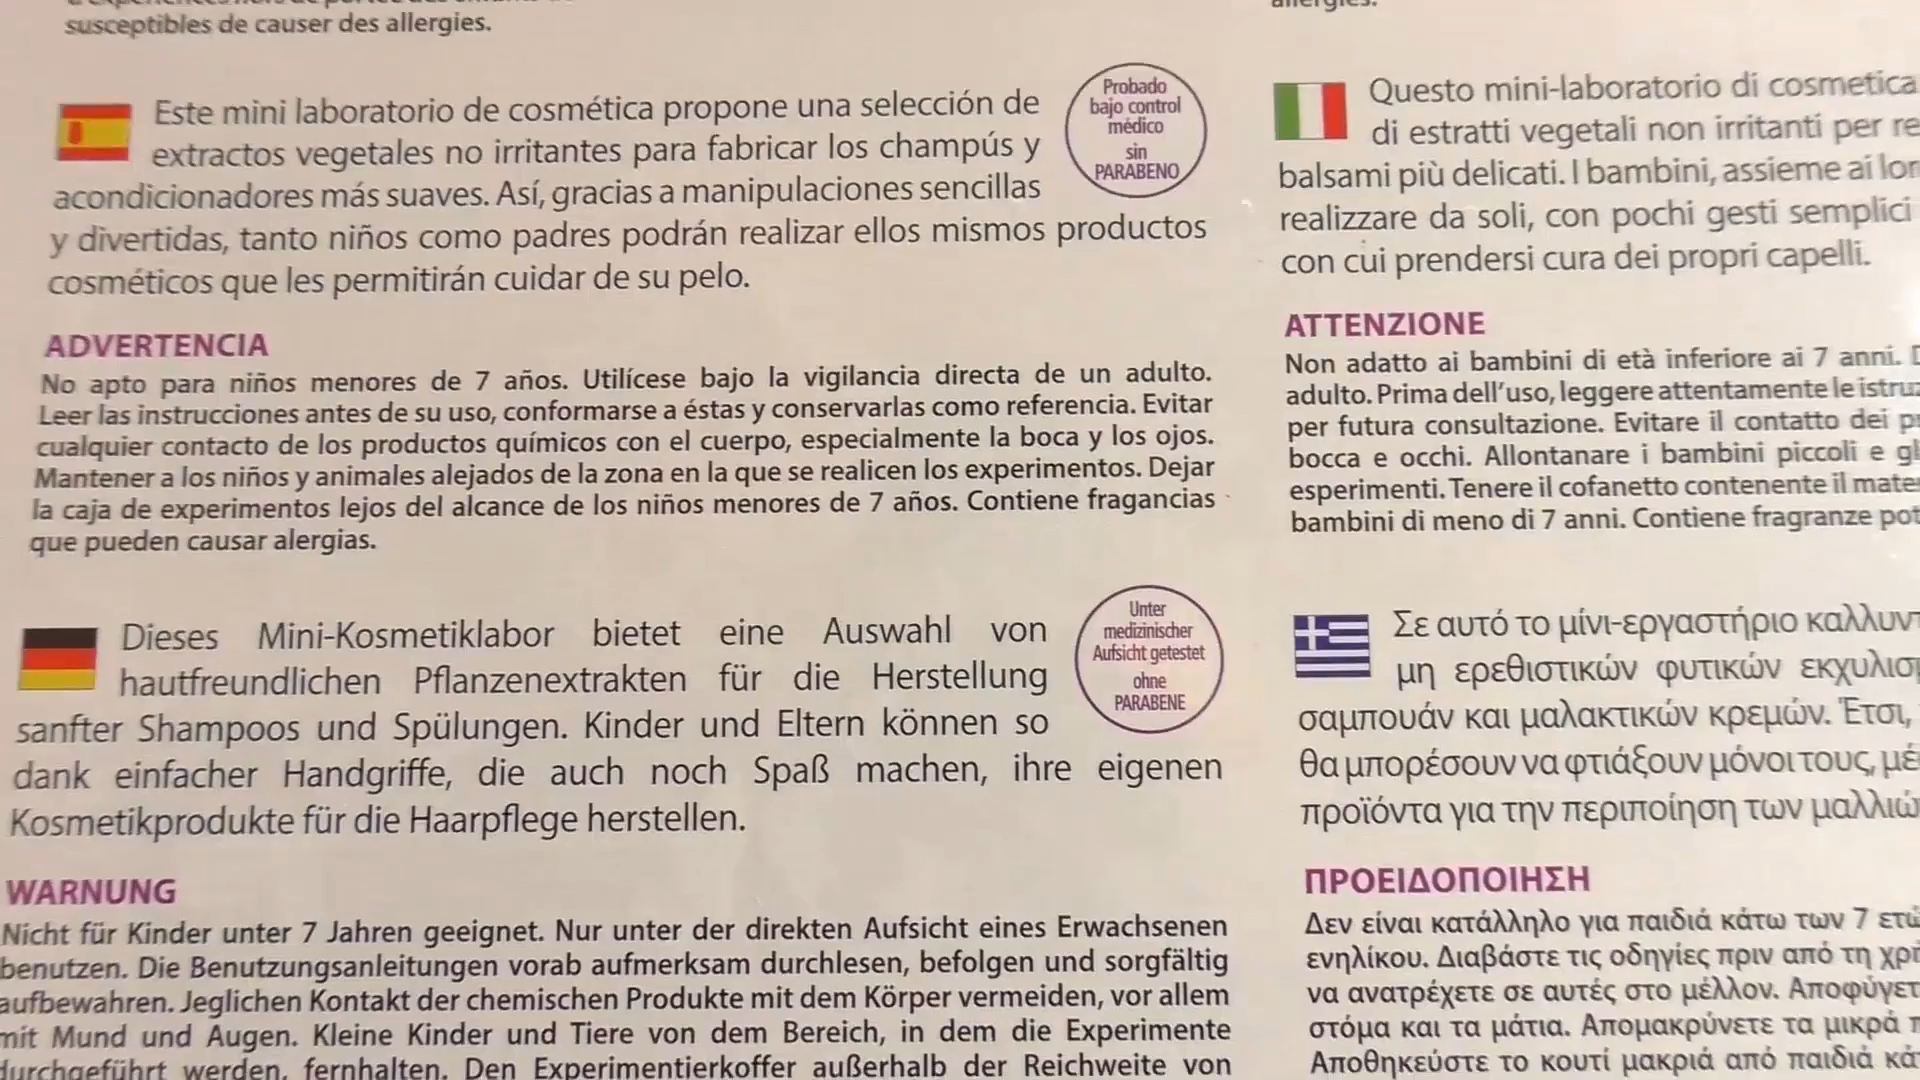 susceptibles de causer des allergies.
Este mini laboratorio de cosmética propone una selección de
extractos vegetales no irritantes para fabricar los champús y
acondicionadores más suaves. Así, gracias a manipulaciones sencillas
y divertidas, tanto niños como padres podrán realizar ellos mismos productos
cosméticos que les permitirán cuidar de su pelo.
Probado
bajo control
médico
sin
PARABENO
ADVERTENCIA
No apto para niños menores de 7 años. Utilícese bajo la vigilancia directa de un adulto.
Leer las instrucciones antes de su uso, conformarse a éstas y conservarlas como referencia. Evitar
cualquier contacto de los productos químicos con el cuerpo, especialmente la boca y los ojos.
Mantener a los niños y animales alejados de la zona en la que se realicen los experimentos. Dejar
la caja de experimentos lejos del alcance de los niños menores de 7 años. Contiene fragancias
que pueden causar alergias.
Dieses Mini-Kosmetiklabor bietet eine Auswahl von
hautfreundlichen Pflanzenextrakten für die Herstellung
sanfter Shampoos und Spülungen. Kinder und Eltern können so
dank einfacher Handgriffe, die auch noch Spaß machen, ihre eigenen
Kosmetikprodukte für die Haarpflege herstellen.
Unter
medizinischer
Aufsicht getestet
ohne
PARABENE
WARNUNG
Nicht für Kinder unter 7 Jahren geeignet. Nur unter der direkten Aufsicht eines Erwachsenen
benutzen. Die Benutzungsanleitungen vorab aufmerksam durchlesen, befolgen und sorgfältig
aufbewahren. Jeglichen Kontakt der chemischen Produkte mit dem Körper vermeiden, vor allem
mit Mund und Augen. Kleine Kinder und Tiere von dem Bereich, in dem die Experimente
durchgeführt werden, fernhalten. Den Experimentierkoffer außerhalb der Reichweite von
allergies.
Questo mini-laboratorio di cosmetica
di estratti vegetali non irritanti per
balsami più delicati. I bambini, assieme ai
realizzare da soli, con pochi gesti semplici
con cui prendersi cura dei propri capelli.
ATTENZIONE
Non adatto ai bambini di età inferiore ai 7 anni.
adulto. Prima dell'uso, leggere attentamente le
per futura consultazione. Evitare il contatto dei
bocca e occhi. Allontanare i bambini piccoli e
esperimenti. Tenere il cofanetto contenente il
bambini di meno di 7 anni. Contiene fragranze
Σε αυτό το μίνι-εργαστήριο
μη ερεθιστικών φυτικών
σαμπουάν και μαλακτικών κρεμών. Έτσι,
θα μπορέσουν να φτιάξουν μόνοι τους,
προϊόντα για την περιποίηση των
ΠΡΟΕΙΔΟΠΟΙΗΣΗ
Δεν είναι κατάλληλο για παιδιά κάτω των 7
ενηλίκου. Διαβάστε τις οδηγίες πριν από τη
να ανατρέχετε σε αυτές στο μέλλον.
στόμα και τα μάτια. Απομακρύνετε τα μικρά
Αποθηκεύστε το κουτί μακριά από παιδιά